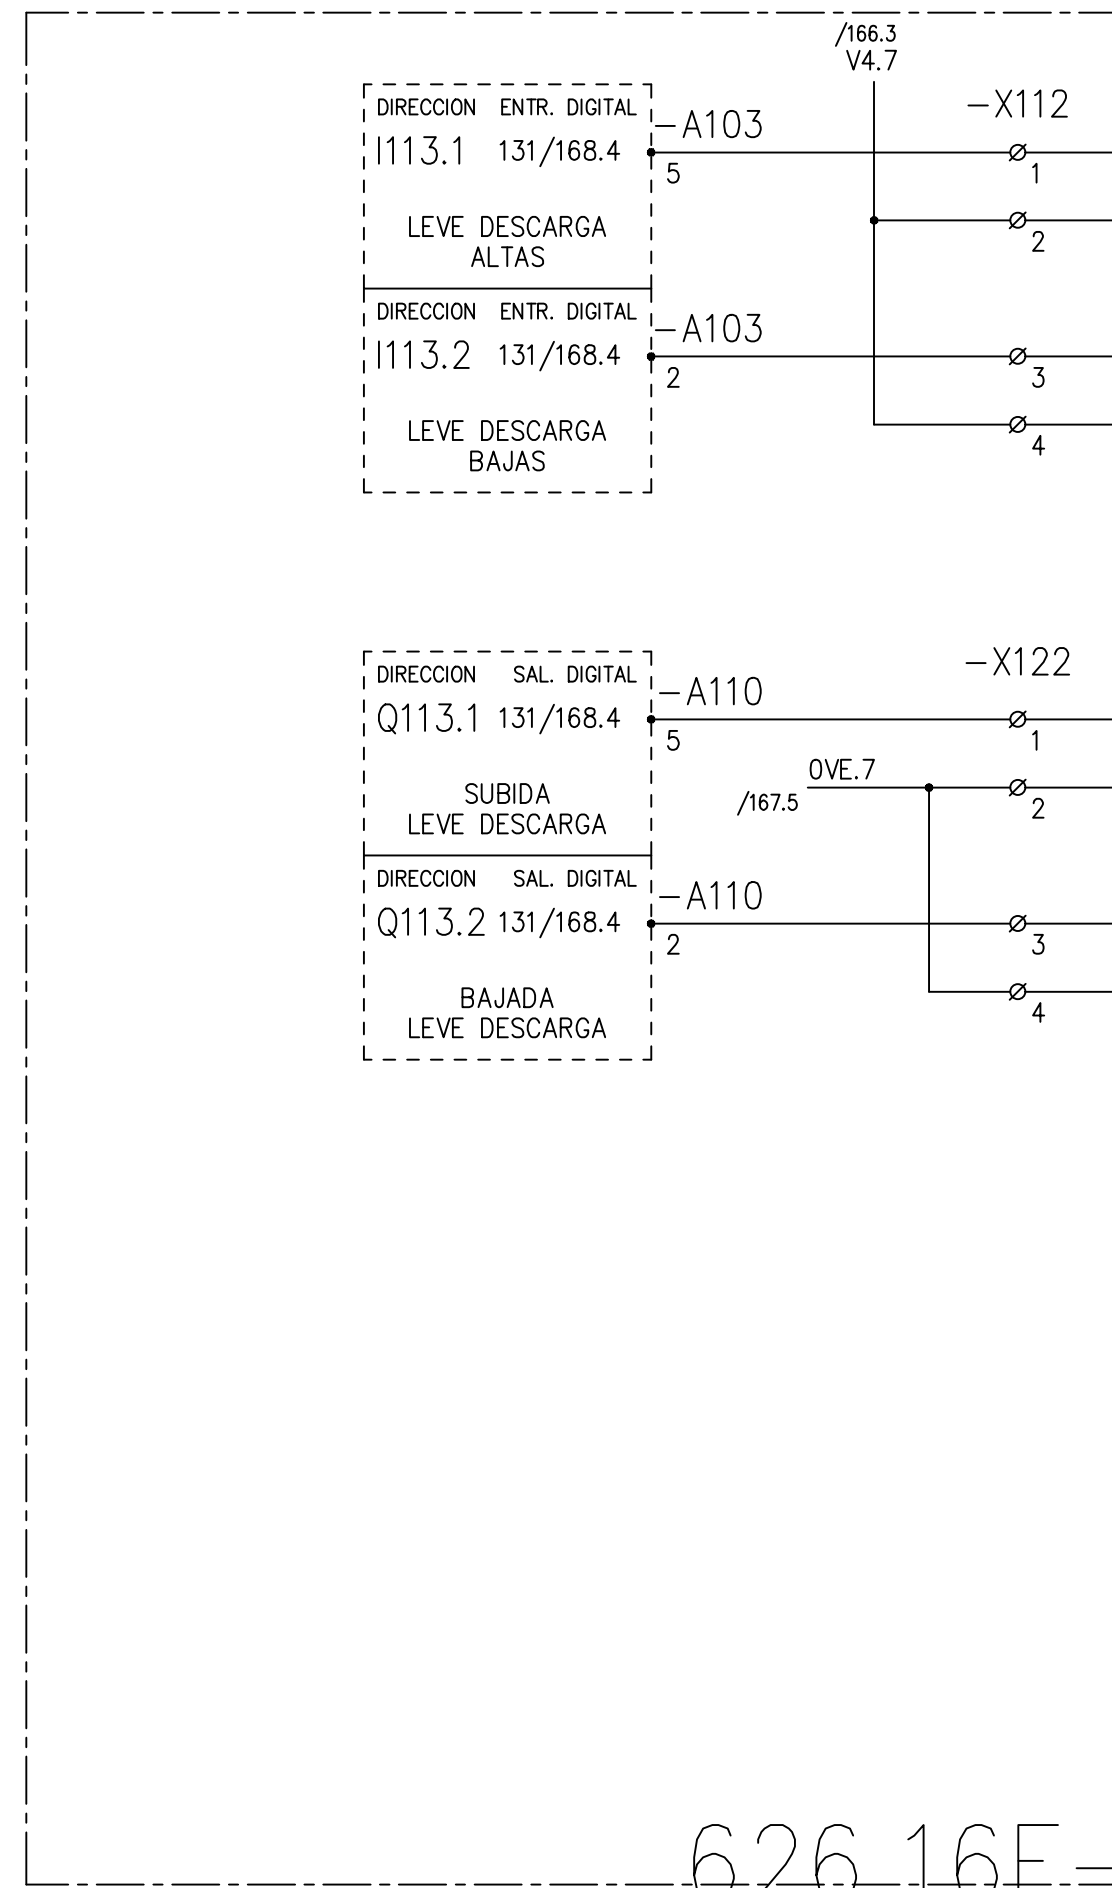 /166.3
V4.7
DIRECCION ENTR. DIGITAL
-A103
-X112
I113.1 131/168.4
5
1
LEVE DESCARGA
ALTAS
2
DIRECCION ENTR. DIGITAL
-A103
I113.2 131/168.4
2
3
LEVE DESCARGA
BAJAS
4
DIRECCION SAL. DIGITAL
-A110
-X122
Q113.1 131/168.4
5
1
0VE.7
/167.5
SUBIDA
LEVE DESCARGA
2
DIRECCION SAL. DIGITAL
-A110
Q113.2 131/168.4
2
3
BAJADA
LEVE DESCARGA
4
626.16E-